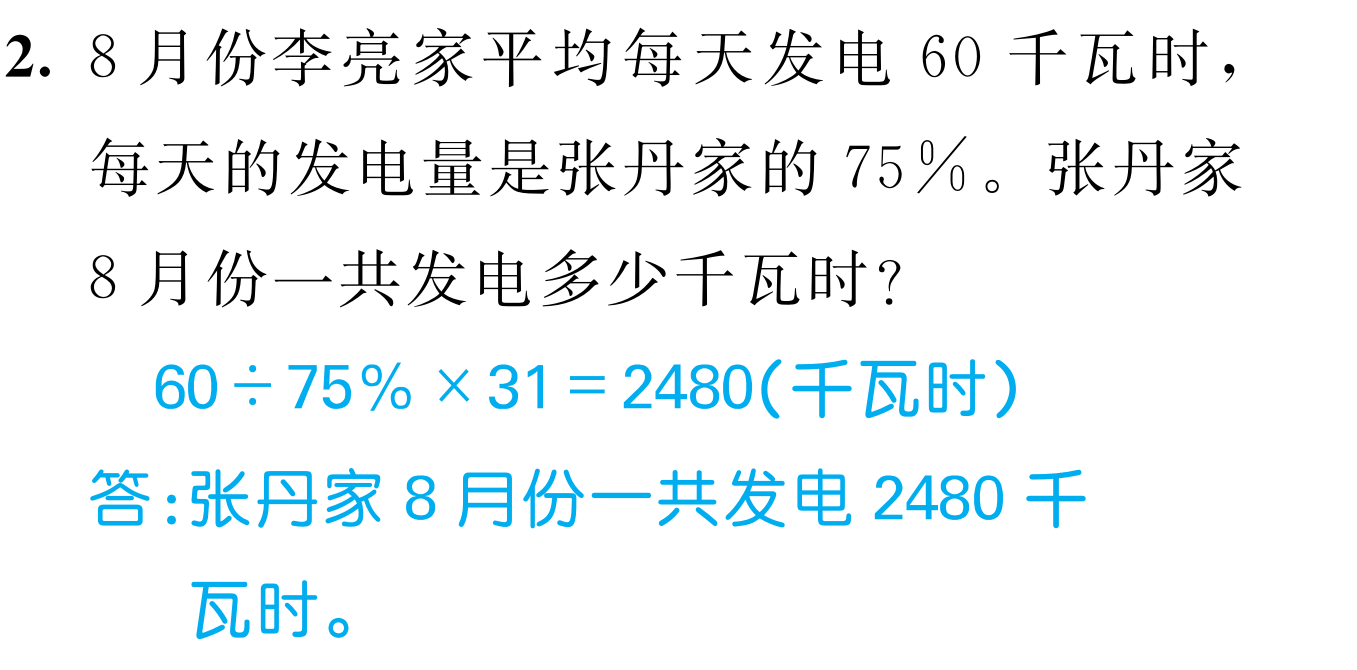 2. 8月份李亮家平均每天发电 60 千瓦时，
每天的发电量是张丹家的 75%。张丹家
8月份一共发电多少千瓦时?
60÷75%×31=2480(千瓦时)
答:张丹家 8 月份一共发电 2480 千
瓦时。